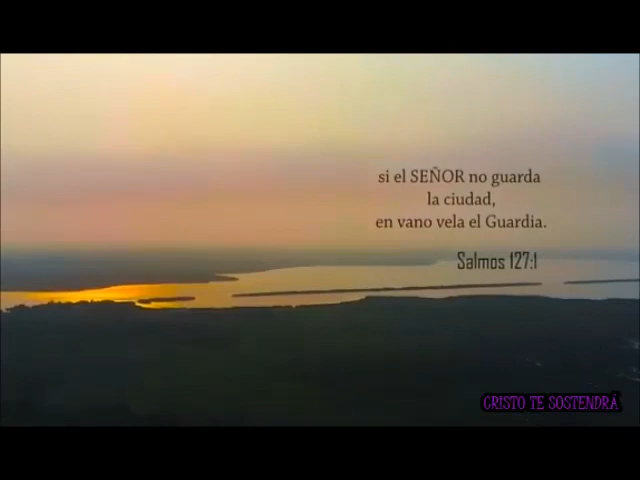 si el SEÑOR no guarda
la ciudad,
en vano vela el Guardia.
Salmos 127:1
CRISTO TE SOSTENDRÁ